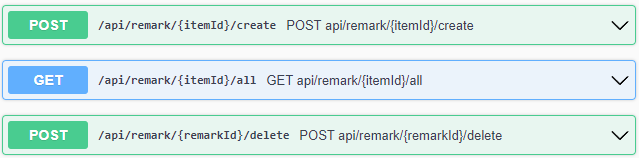 POST /api/remark/{itemId}/create POST api/remark/{itemId}/create
GET /api/remark/{itemId}/all GET api/remark/{itemId}/all
POST /api/remark/{remarkId}/delete POST api/remark/{remarkId}/delete